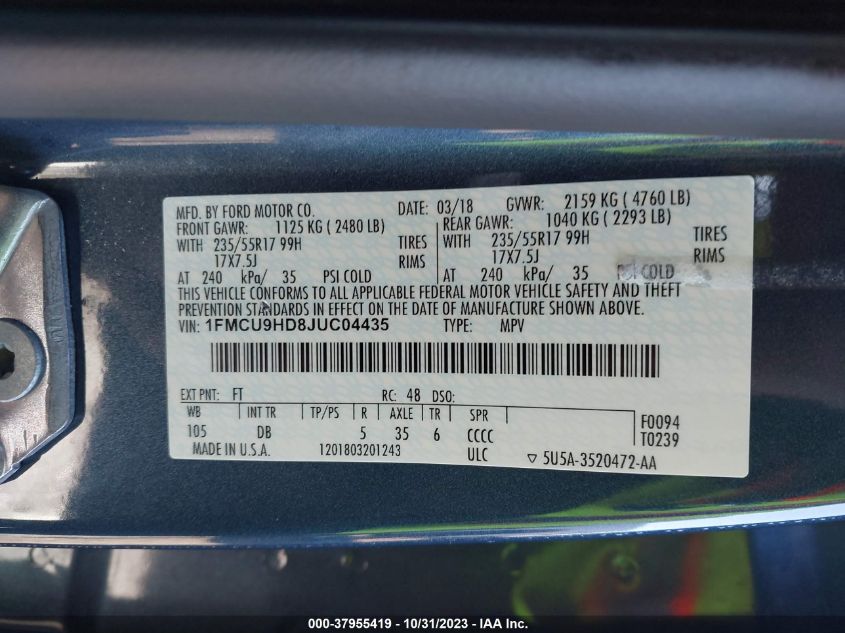 MFD. BY FORD MOTOR CO. DATE: 03/18 GVWR: 2159 KG ( 4760 LB)
FRONT GAWR: 1125 KG ( 2480 LB) REAR GAWR: 1040 KG ( 2293 LB)
WITH 235/55R17 99H TIRES WITH 235/55R17 99H TIRES
17X7.5J RIMS 17X7.5J RIMS
AT 240 kPa/ 35 PSI COLD AT 240 kPa/ 35 PSI COLD
THIS VEHICLE CONFORMS TO ALL APPLICABLE FEDERAL MOTOR VEHICLE SAFETY AND THEFT
PREVENTION STANDARDS IN EFFECT ON THE DATE OF MANUFACTURE SHOWN ABOVE.
VIN: 1FMCU9HD8JUC04435 TYPE: MPV
EXT PNT: FT RC: 48 DSO:
WB INT TR TP/PS R AXLE TR SPR F0094
105 DB 5 35 6 CCCC T0239
MADE IN U.S.A. 1201803201243 ULC ▽ 5U5A-3520472-AA
000-37955419 - 10/31/2023 - IAA Inc.